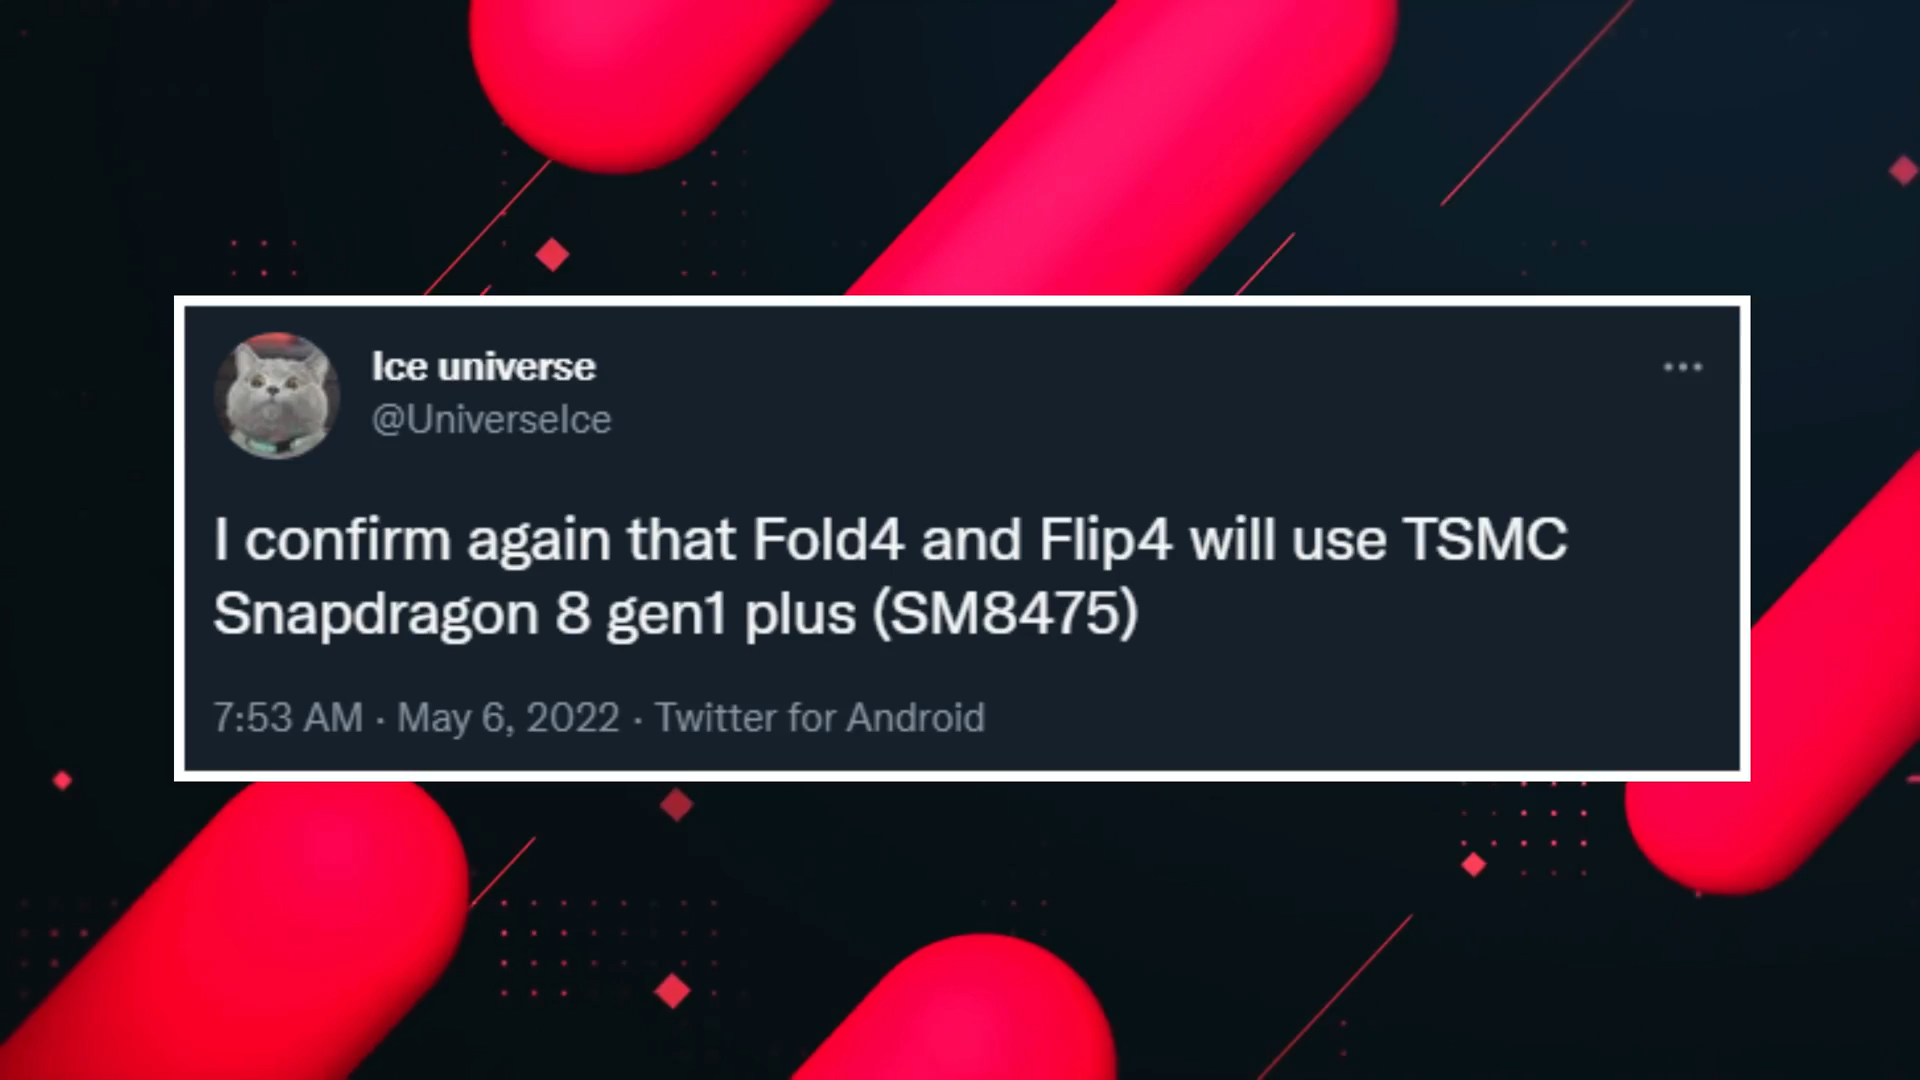 Ice universe
@UniverseIce
I confirm again that Fold4 and Flip4 will use TSMC
Snapdragon 8 gen1 plus (SM8475)
7:53 AM · May 6, 2022 · Twitter for Android